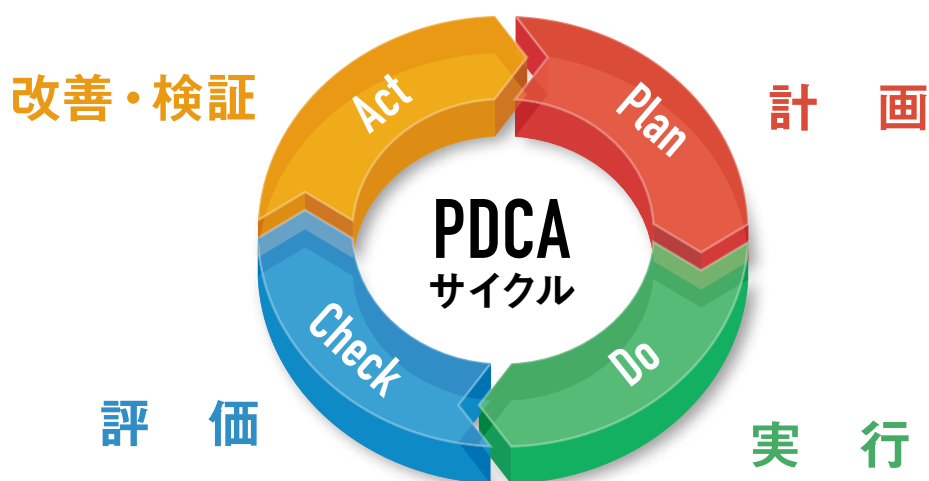 改善・検証
Act
Plan
計　画
PDCA
サイクル
Check
Do
評　価
実　行